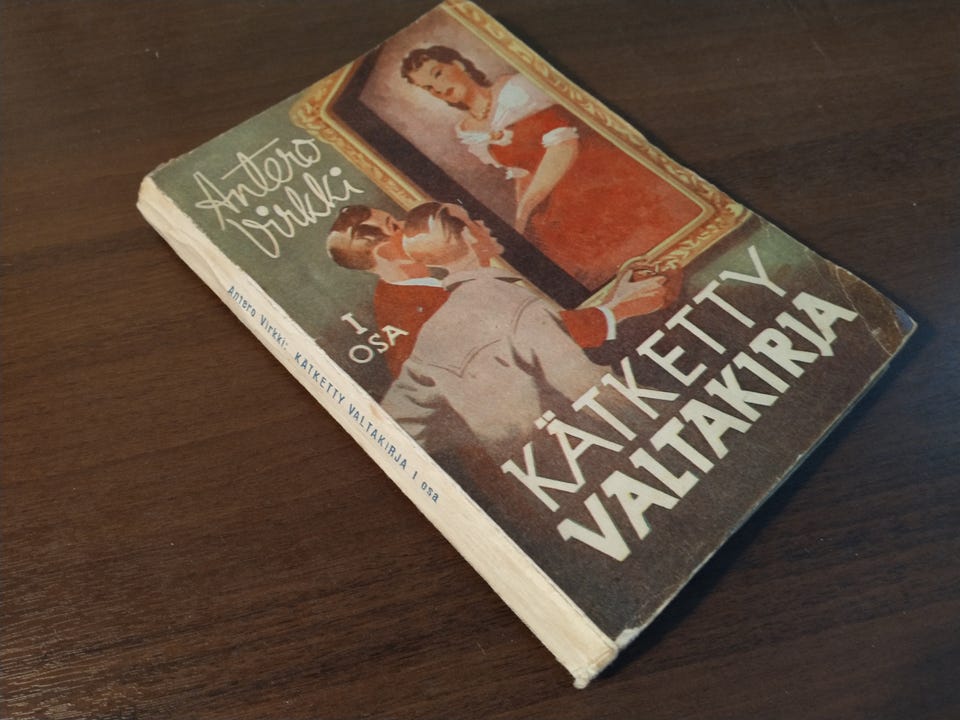 Antero
Virkki
I
OSA
KÄTKETTY
VALTAKIRJA
Antero Virkki: KÄTKETTY VALTAKIRJA I osa